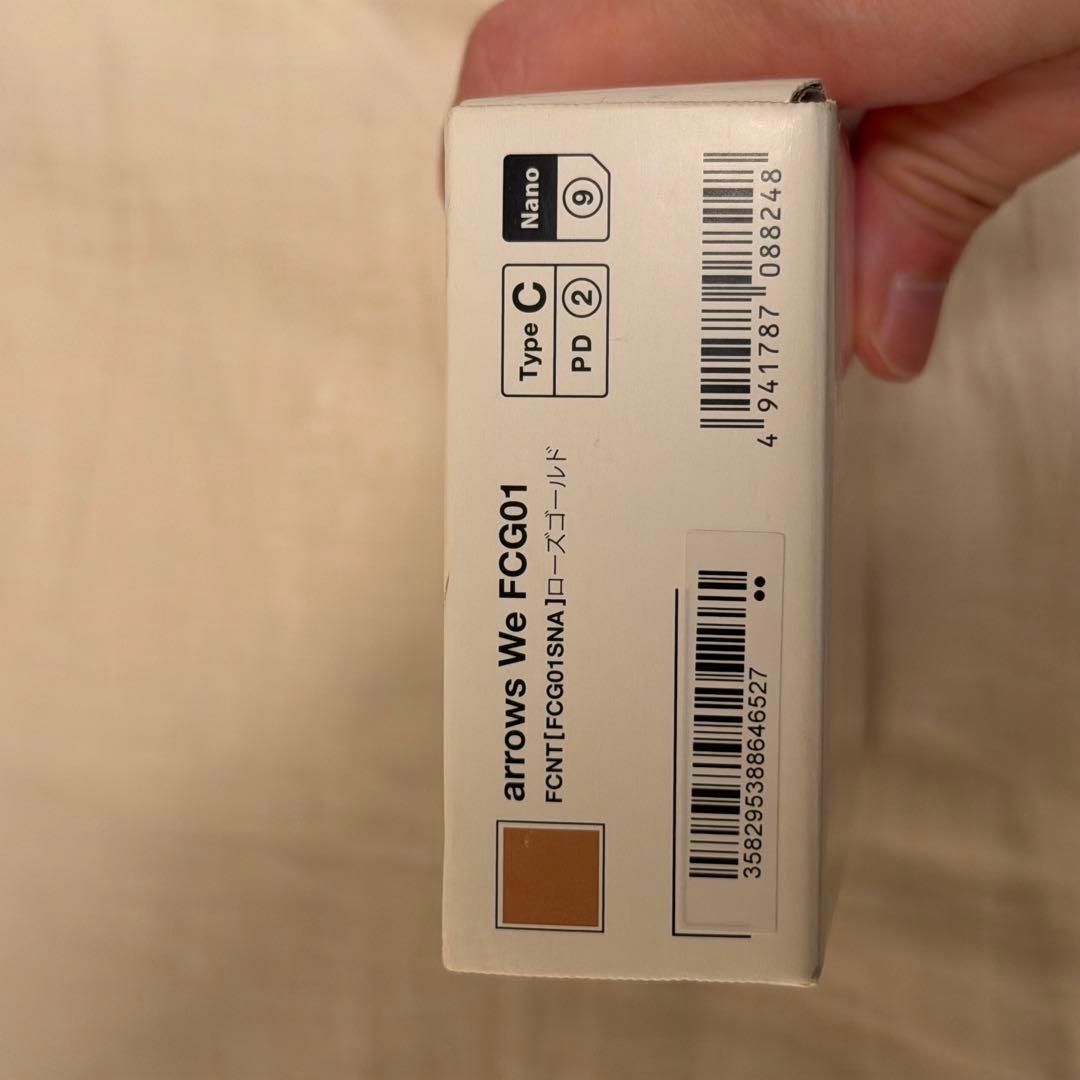 arrows We FCG01
FCNT[FCG01SNA]ローズゴールド
Type C
PD ②
Nano
⑨
358295388646527
4 941787 088248